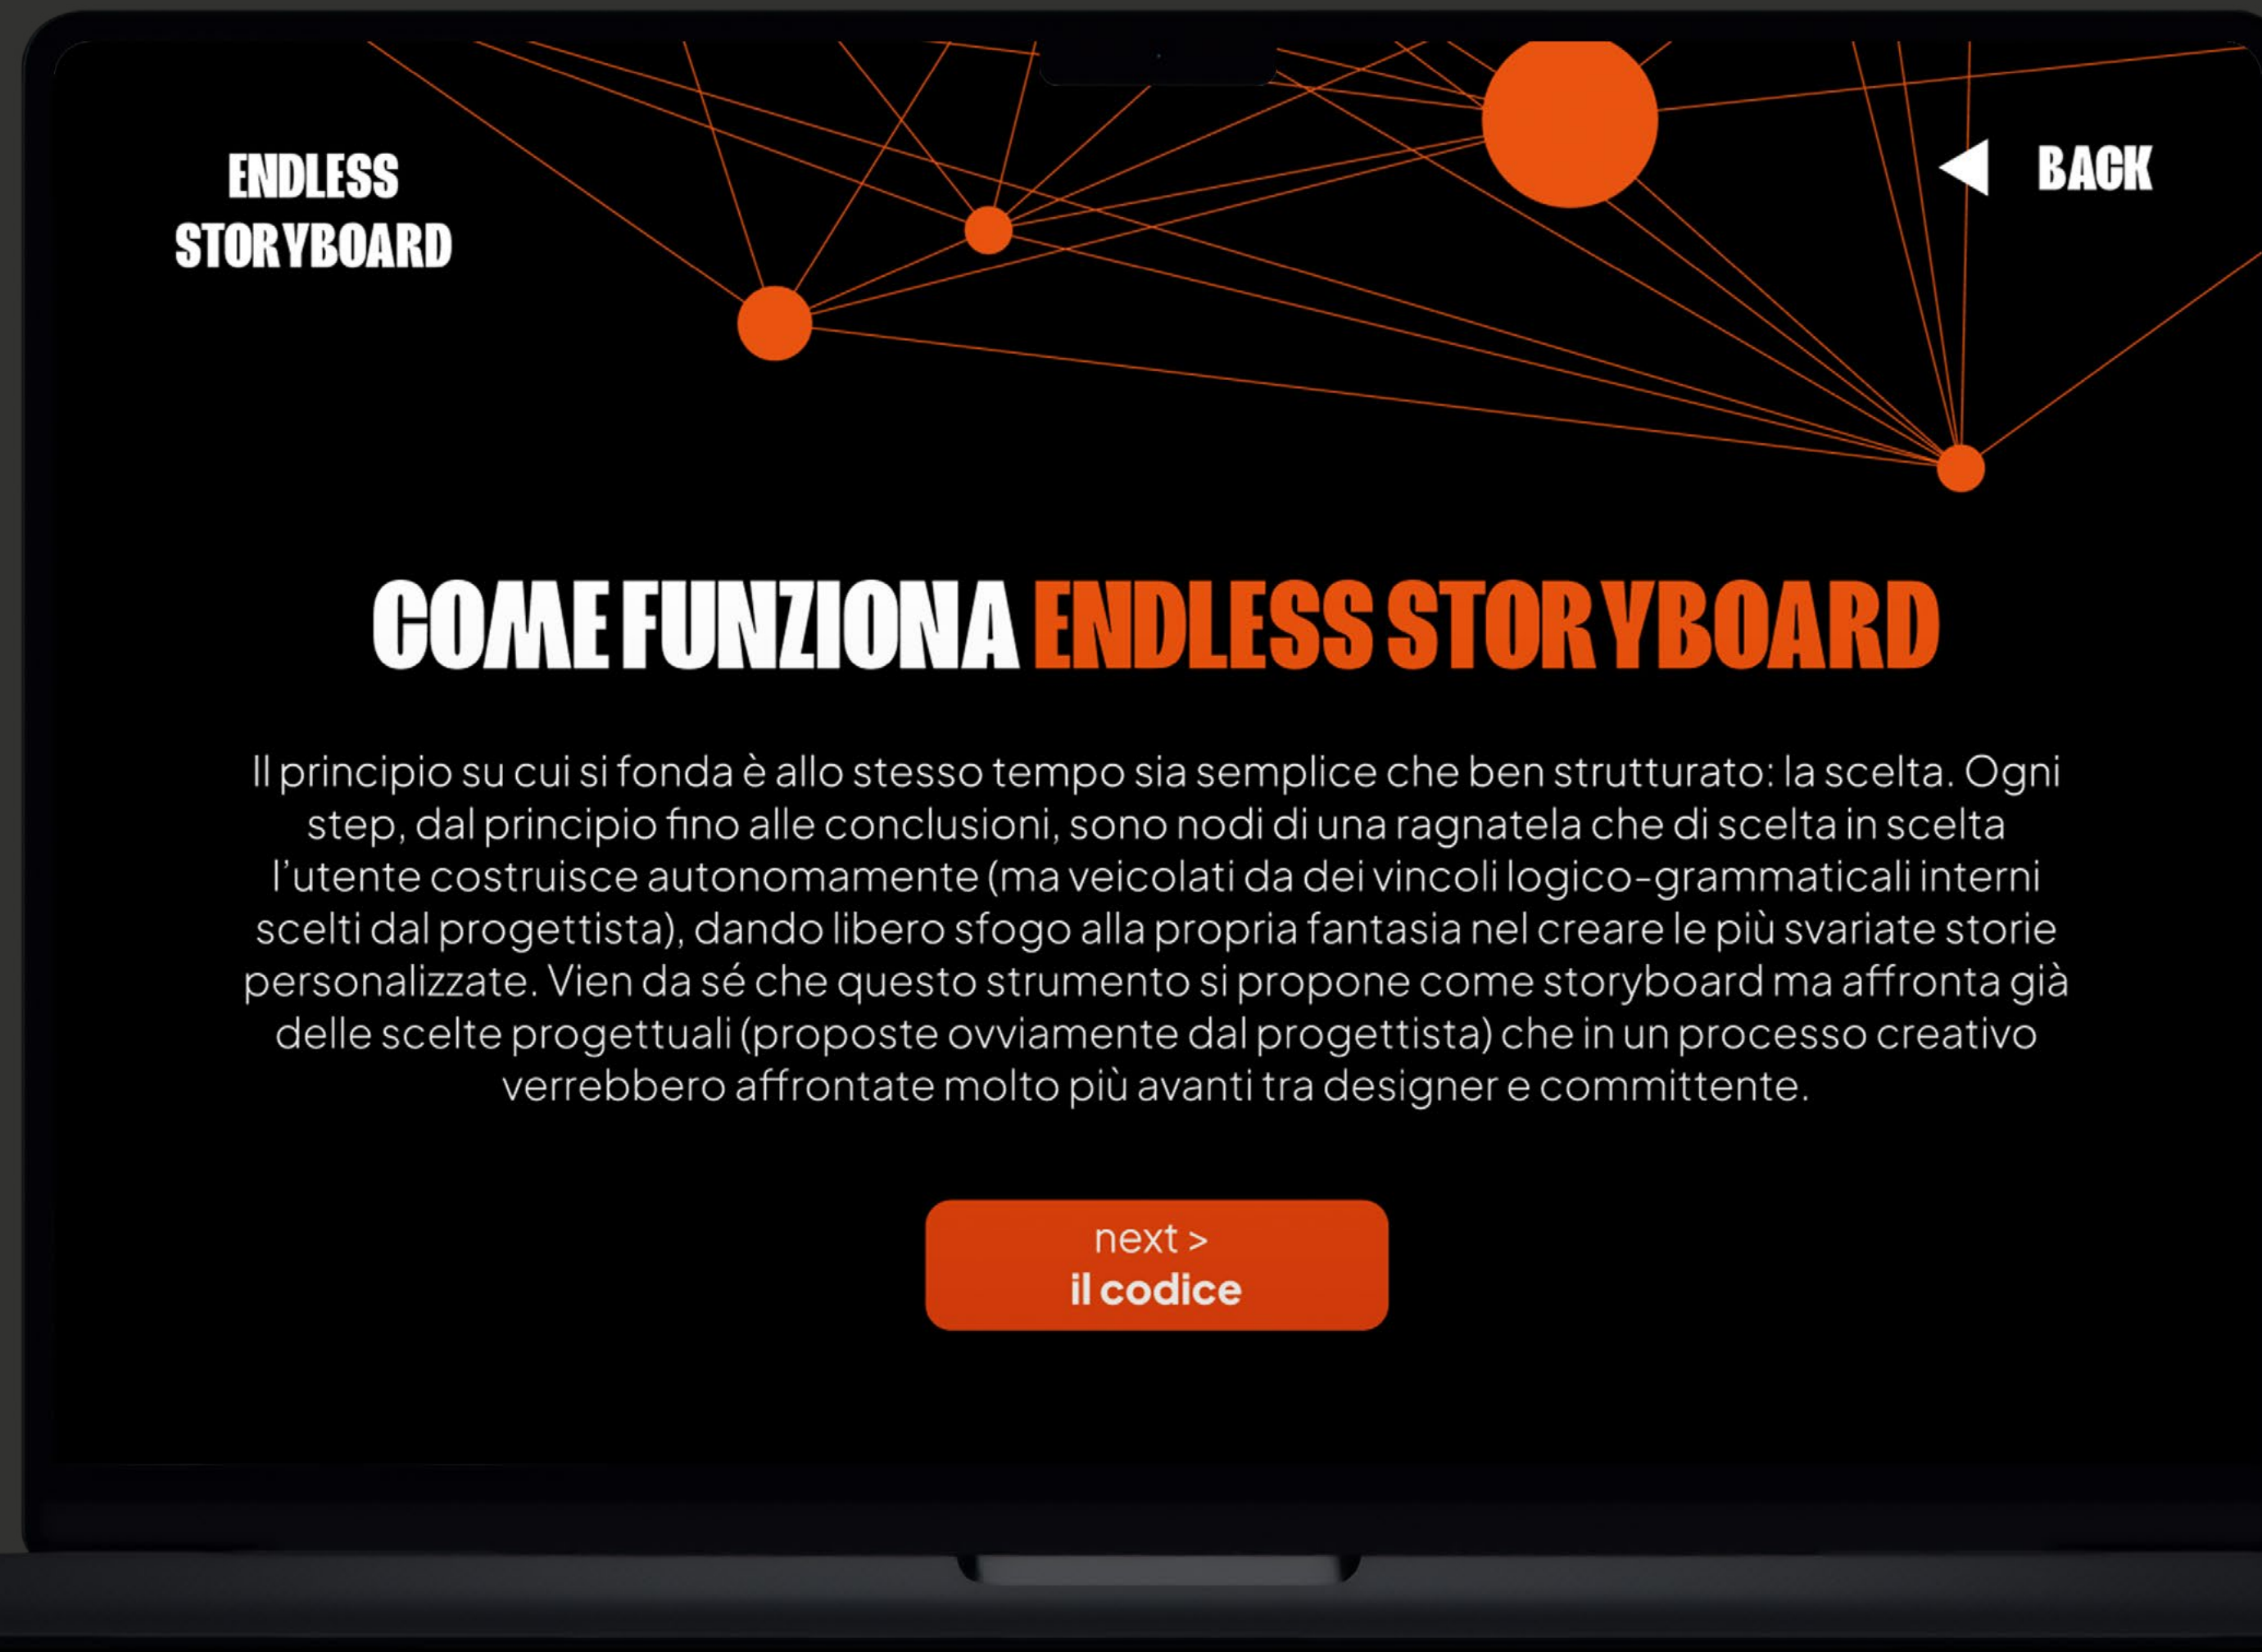 ENDLESS
STORYBOARD
BACK
COME FUNZIONA ENDLESS STORYBOARD
Il principio su cui si fonda è allo stesso tempo sia semplice che ben strutturato: la scelta. Ogni
step, dal principio fino alle conclusioni, sono nodi di una ragnatela che di scelta in scelta
l’utente costruisce autonomamente (ma veicolati da dei vincoli logico-grammaticali interni
scelti dal progettista), dando libero sfogo alla propria fantasia nel creare le più svariate storie
personalizzate. Vien da sé che questo strumento si propone come storyboard ma affronta già
delle scelte progettuali (proposte ovviamente dal progettista) che in un processo creativo
verrebbero affrontate molto più avanti tra designer e committente.
next >
il codice